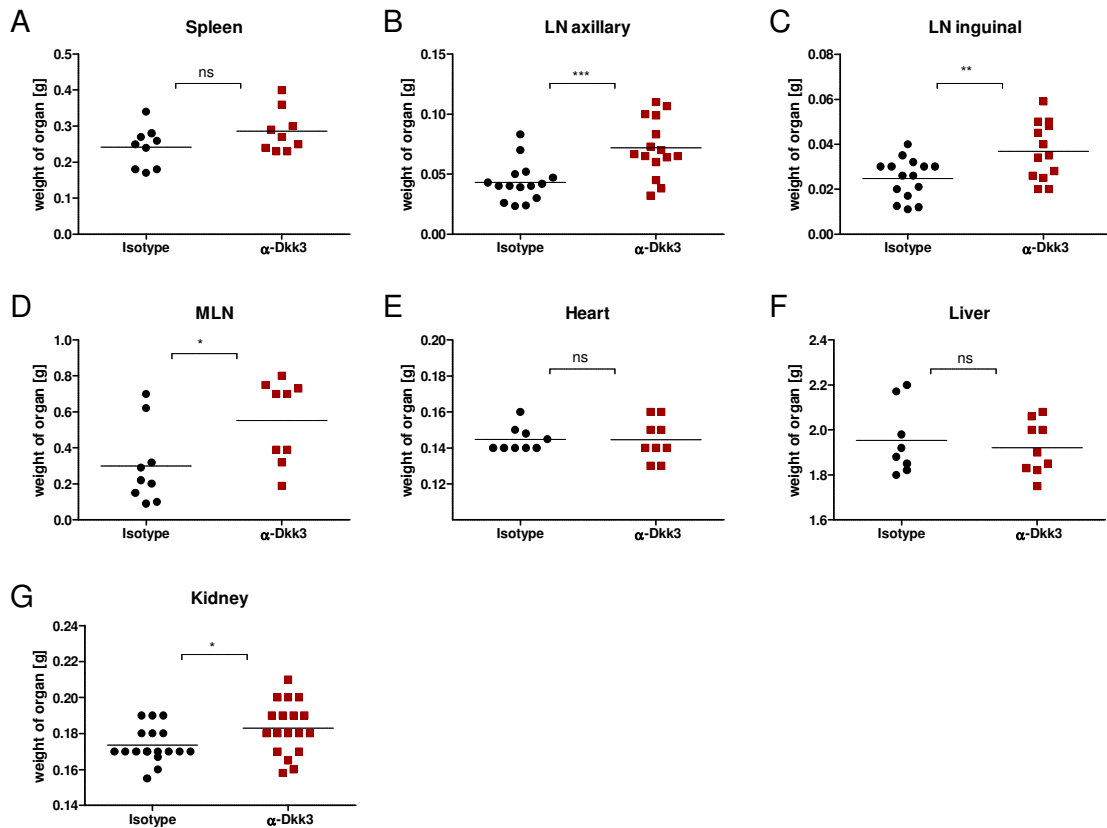 A
Spleen
weight of organ [g]
0.5
0.4
0.3
0.2
0.1
0.0
ns
Isotype
α-Dkk3
B
LN axillary
weight of organ [g]
0.15
0.10
0.05
0.00
***
Isotype
α-Dkk3
C
LN inguinal
weight of organ [g]
0.08
0.06
0.04
0.02
0.00
**
Isotype
α-Dkk3
D
MLN
weight of organ [g]
1.0
0.8
0.6
0.4
0.2
0.0
*
Isotype
α-Dkk3
E
Heart
weight of organ [g]
0.20
0.18
0.16
0.14
0.12
ns
Isotype
α-Dkk3
F
Liver
weight of organ [g]
2.4
2.2
2.0
1.8
1.6
ns
Isotype
α-Dkk3
G
Kidney
weight of organ [g]
0.24
0.22
0.20
0.18
0.16
0.14
*
Isotype
α-Dkk3